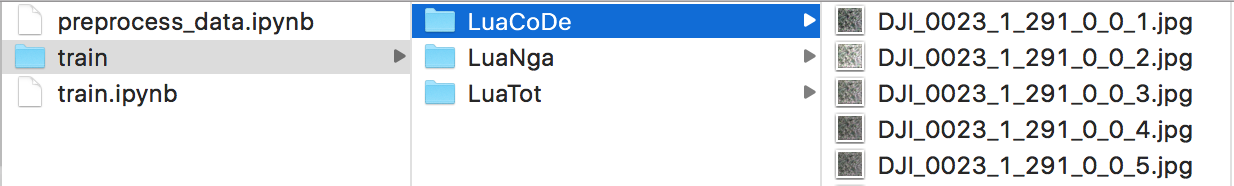 preprocess_data.ipynb
train
train.ipynb
LuaCoDe
LuaNga
LuaTot
DJI_0023_1_291_0_0_1.jpg
DJI_0023_1_291_0_0_2.jpg
DJI_0023_1_291_0_0_3.jpg
DJI_0023_1_291_0_0_4.jpg
DJI_0023_1_291_0_0_5.jpg